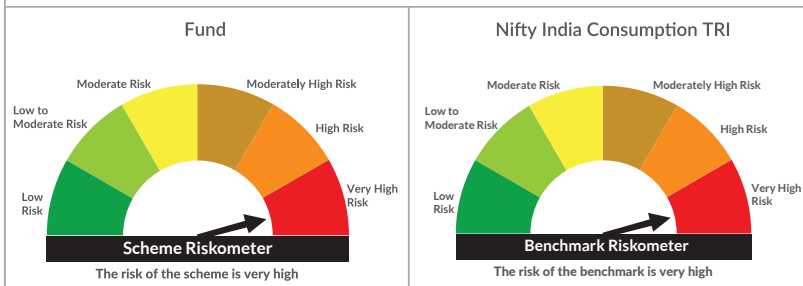 Fund
Moderate Risk
Moderately High Risk
Low to
Moderate Risk
High Risk
Low
Risk
Very High
Risk
Scheme Riskometer
The risk of the scheme is very high
Nifty India Consumption TRI
Moderate Risk
Moderately High Risk
Low to
Moderate Risk
High Risk
Low
Risk
Very High
Risk
Benchmark Riskometer
The risk of the benchmark is very high